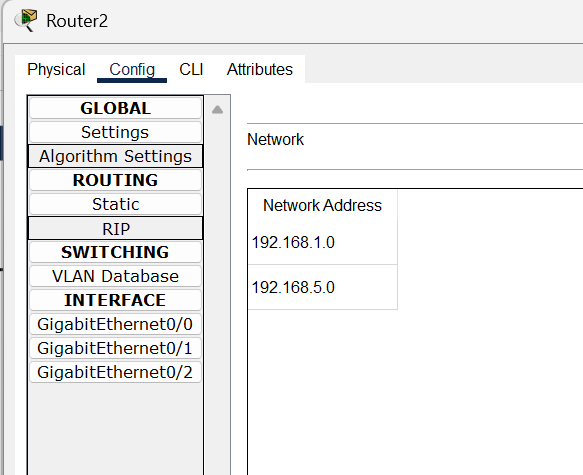 Router2
Physical Config CLI Attributes
GLOBAL
Settings
Algorithm Settings
ROUTING
Static
RIP
SWITCHING
VLAN Database
INTERFACE
GigabitEthernet0/0
GigabitEthernet0/1
GigabitEthernet0/2
Network
Network Address
192.168.1.0
192.168.5.0